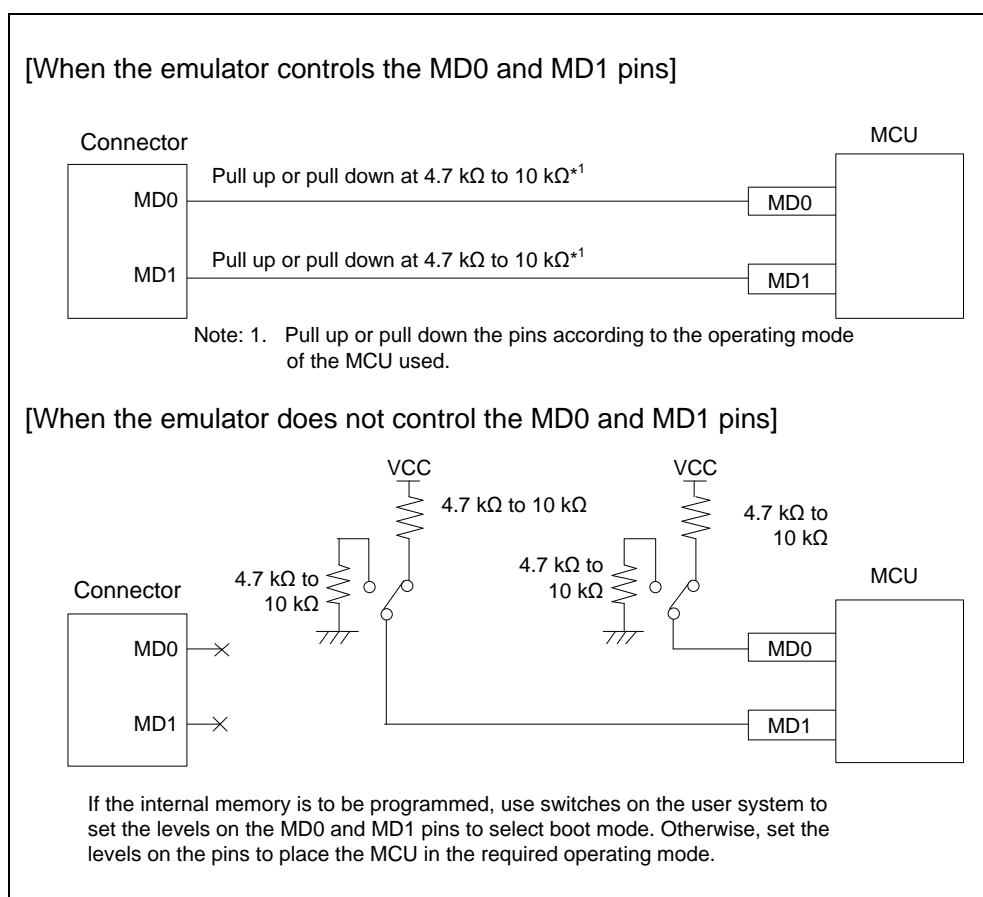 [When the emulator controls the MD0 and MD1 pins]
Connector
MCU
Pull up or pull down at 4.7 kΩ to 10 kΩ*1
MD0
MD0
Pull up or pull down at 4.7 kΩ to 10 kΩ*1
MD1
MD1
Note: 1. Pull up or pull down the pins according to the operating mode
of the MCU used.
[When the emulator does not control the MD0 and MD1 pins]
VCC
VCC
4.7 kΩ to 10 kΩ
4.7 kΩ to
10 kΩ
4.7 kΩ to
10 kΩ
4.7 kΩ to
10 kΩ
Connector
MCU
MD0
MD0
MD1
MD1
If the internal memory is to be programmed, use switches on the user system to
set the levels on the MD0 and MD1 pins to select boot mode. Otherwise, set the
levels on the pins to place the MCU in the required operating mode.